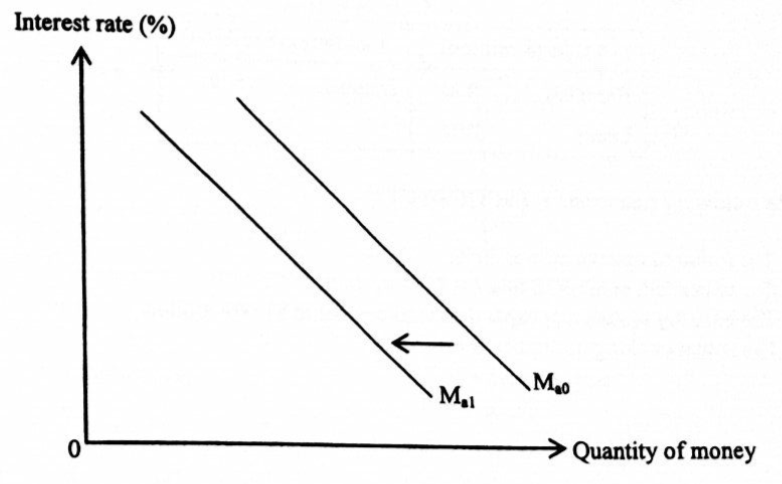 Interest rate (%)
Mₐ₁
Mₐ₀
0
Quantity of money